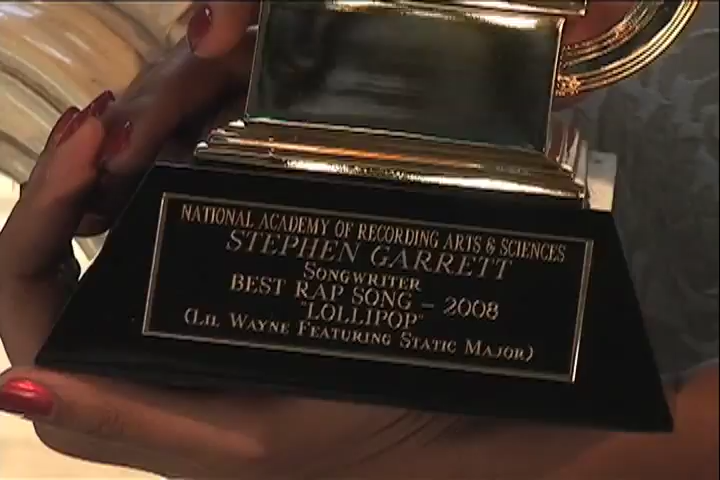 NATIONAL ACADEMY OF RECORDING ARTS & SCIENCES
STEPHEN GARRETT
SONGWRITER
BEST RAP SONG – 2008
"LOLLIPOP"
(LIL WAYNE FEATURING STATIC MAJOR)